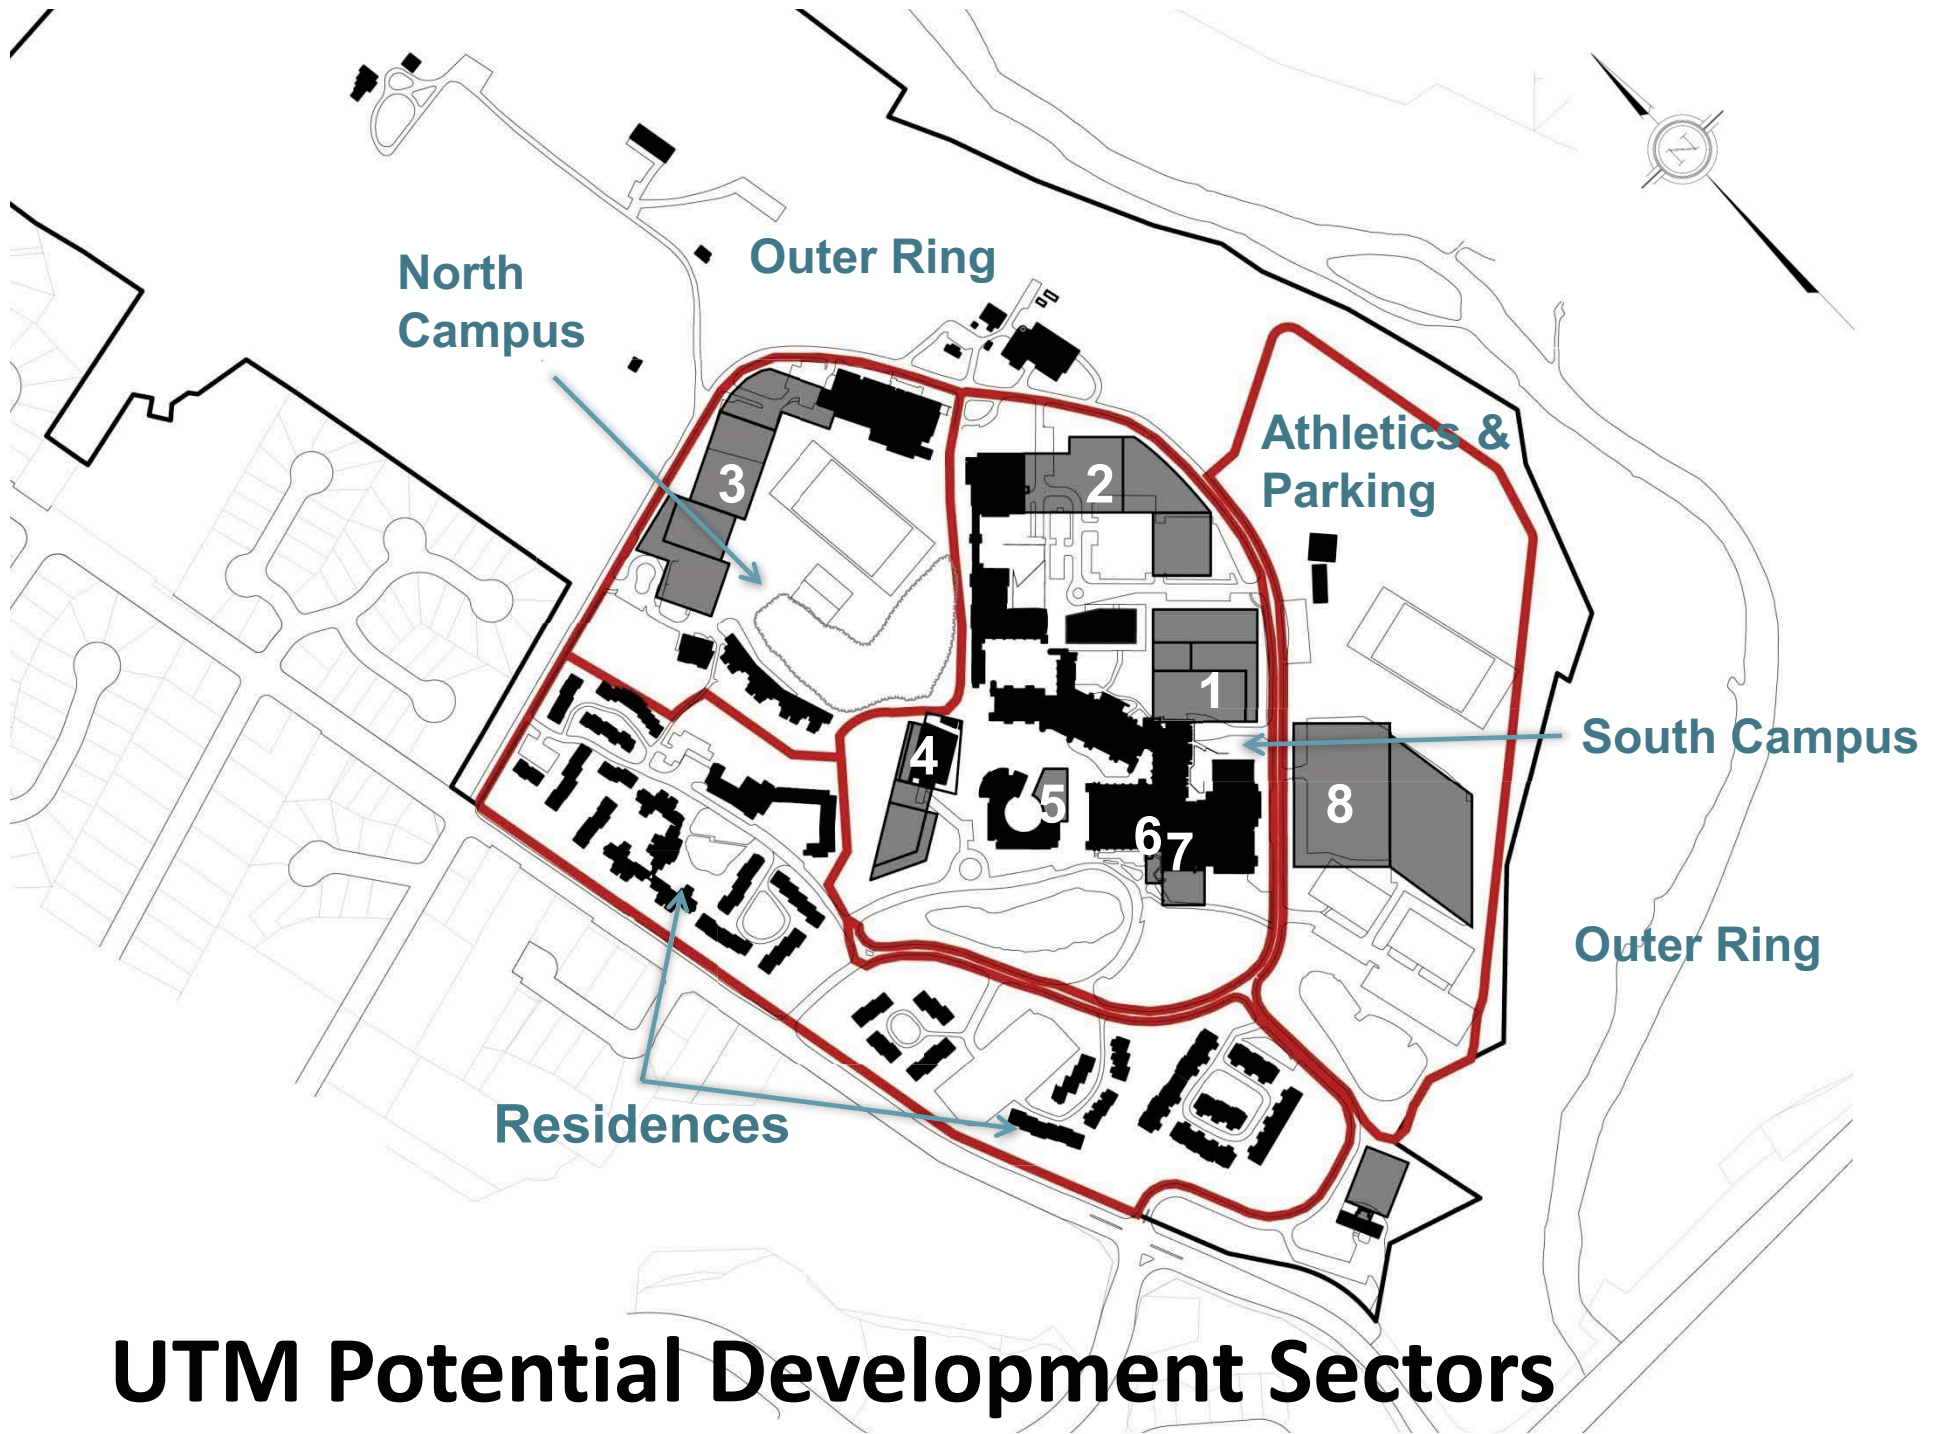 N
Outer Ring
North
Campus
Athletics &
Parking
3
2
1
South Campus
4
5
8
6
7
Outer Ring
Residences
UTM Potential Development Sectors